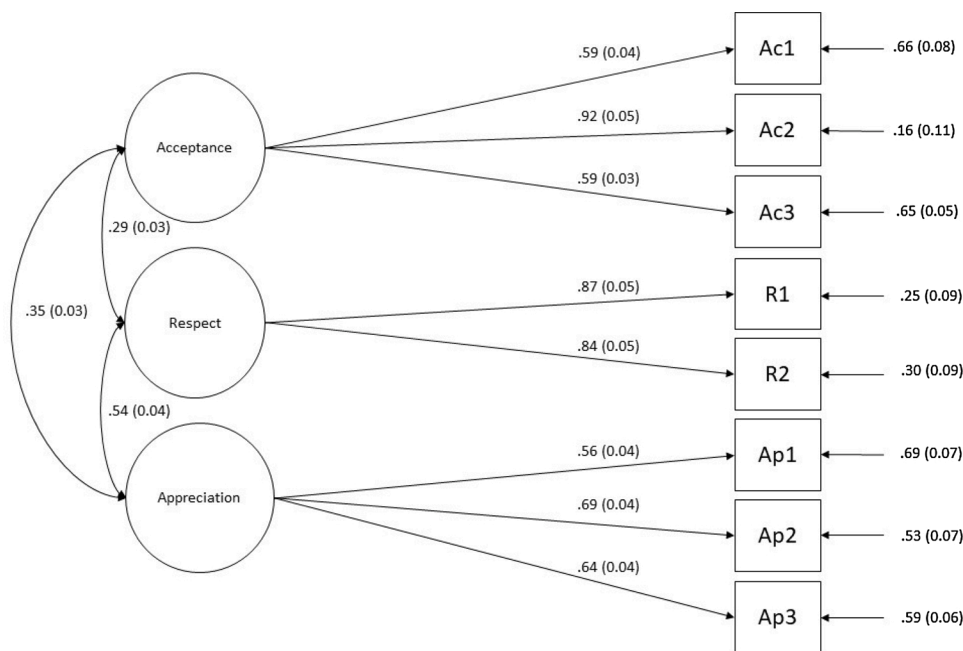 .59 (0.04)
Ac1
.66 (0.08)
.92 (0.05)
Ac2
.16 (0.11)
Acceptance
.59 (0.03)
Ac3
.65 (0.05)
.29 (0.03)
.87 (0.05)
R1
.25 (0.09)
.35 (0.03)
Respect
.84 (0.05)
R2
.30 (0.09)
.54 (0.04)
.56 (0.04)
Ap1
.69 (0.07)
Appreciation
.69 (0.04)
Ap2
.53 (0.07)
.64 (0.04)
Ap3
.59 (0.06)